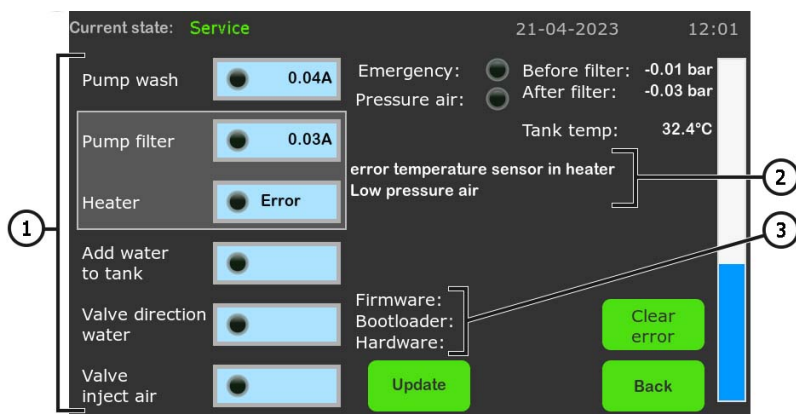 Current state: Service 21-04-2023 12:01
Pump wash 0.04A
Emergency: Before filter: -0.01 bar
Pressure air: After filter: -0.03 bar
Pump filter 0.03A
Tank temp: 32.4°C
error temperature sensor in heater
Low pressure air
Heater Error
Add water
to tank
Valve direction
water
Firmware:
Bootloader:
Hardware:
Clear
error
Valve
inject air
Update
Back
1
2
3